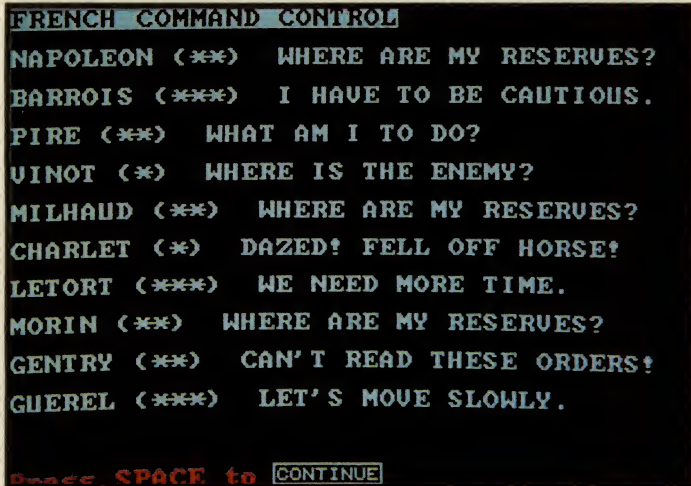 FRENCH COMMAND CONTROL
NAPOLEON (**) WHERE ARE MY RESERVES?
BARROIS (***) I HAVE TO BE CAUTIOUS.
PIRE (**) WHAT AM I TO DO?
VINOT (*) WHERE IS THE ENEMY?
MILHAUD (**) WHERE ARE MY RESERVES?
CHARLET (*) DAZED! FELL OFF HORSE!
LETORT (***) WE NEED MORE TIME.
MORIN (**) WHERE ARE MY RESERVES?
GENTRY (**) CAN'T READ THESE ORDERS!
GUEREL (***) LET'S MOVE SLOWLY.
Press SPACE to CONTINUE